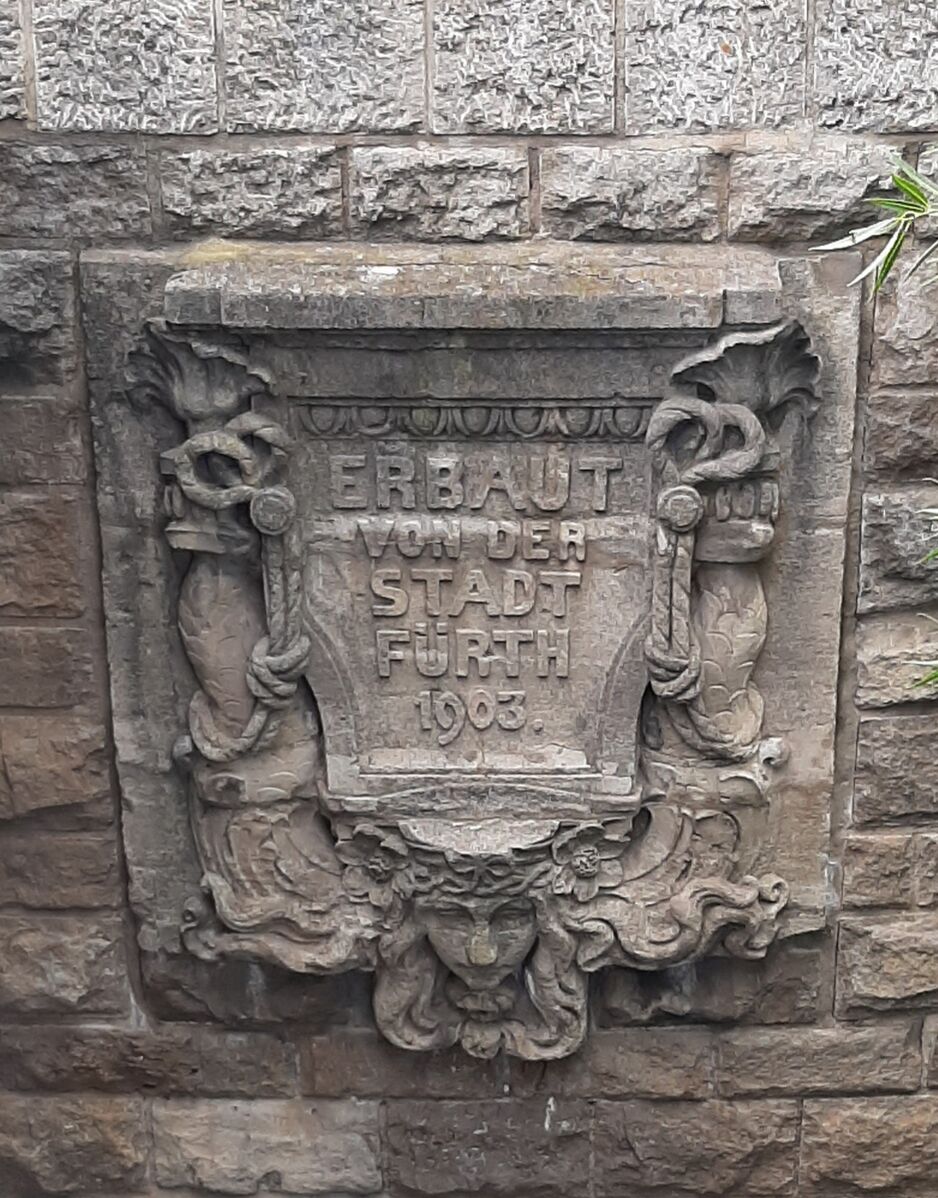 ERBAUT
VON DER
STADT
FÜRTH
1903.